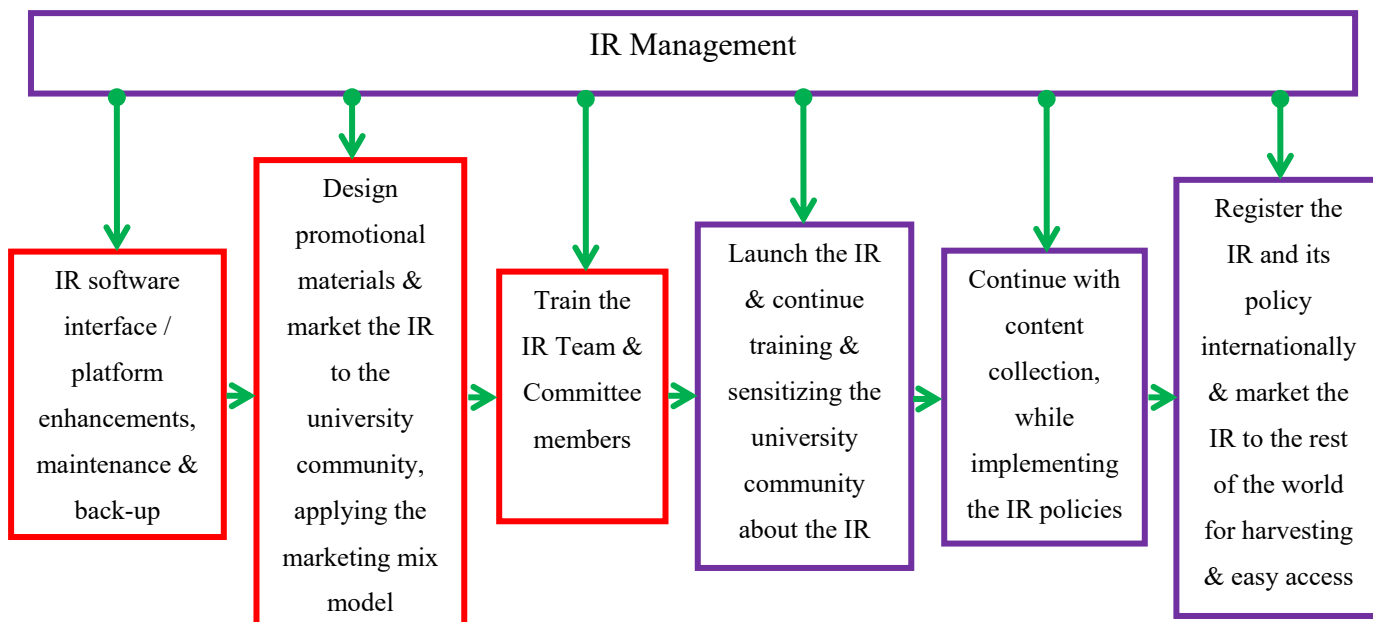 IR Management
IR software
interface /
platform
enhancements,
maintenance &
back-up
Design
promotional
materials &
market the IR
to the
university
community,
applying the
marketing mix
model
Train the
IR Team &
Committee
members
Launch the IR
& continue
training &
sensitizing the
university
community
about the IR
Continue with
content
collection,
while
implementing
the IR policies
Register the
IR and its
policy
internationally
& market the
IR to the rest
of the world
for harvesting
& easy access